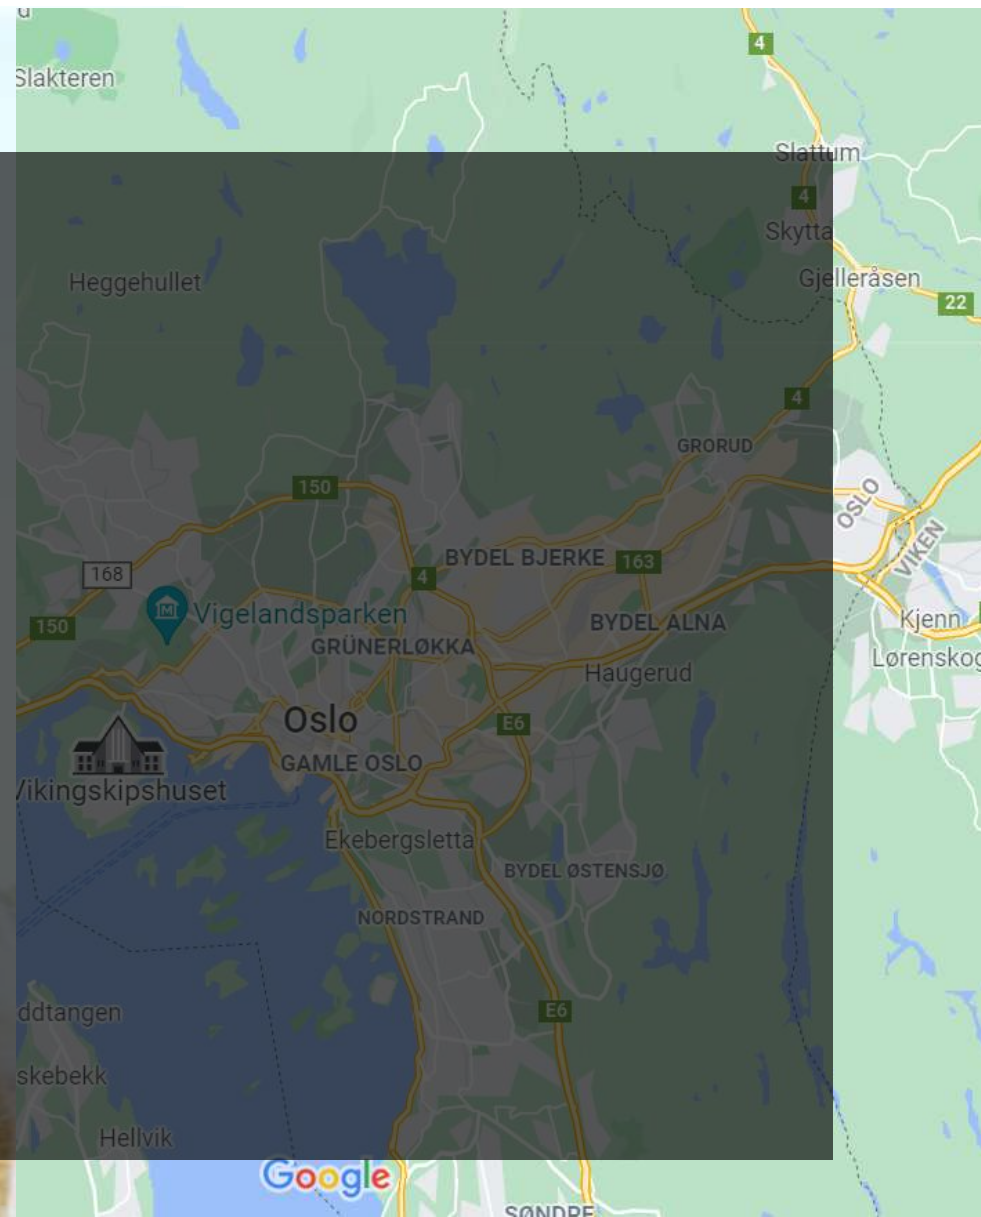 Slakteren
4
Slattum
4
Skytta
Heggehullet
Gjelleråsen
22
4
GRORUD
150
OSLO
VIKEN
BYDEL BJERKE
163
168
4
Vigelandsparken
150
BYDEL ALNA
Kjenn
GRÜNERLØKKA
Lørenskog
Haugerud
Oslo
E6
GAMLE OSLO
Vikingskipshuset
Ekebergsletta
BYDEL ØSTENSJØ
NORDSTRAND
ddtangen
E6
skebekk
Hellvik
Google
SØNDRE